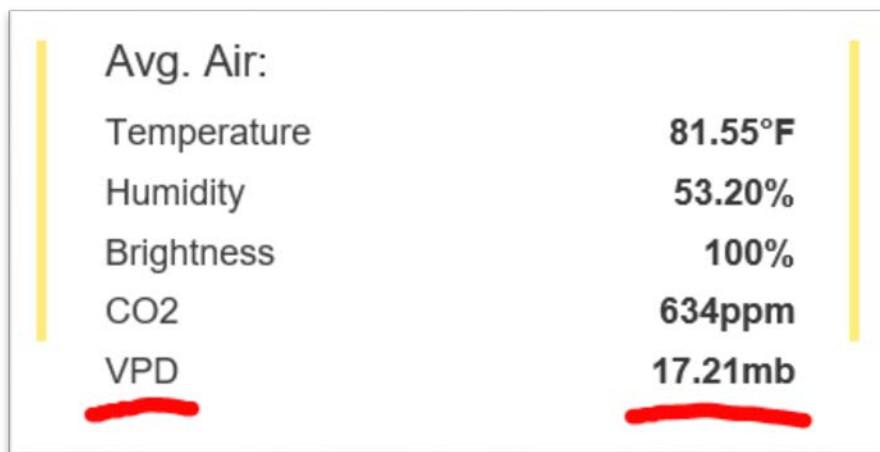 Avg. Air:
Temperature 81.55°F
Humidity 53.20%
Brightness 100%
CO2 634ppm
VPD 17.21mb